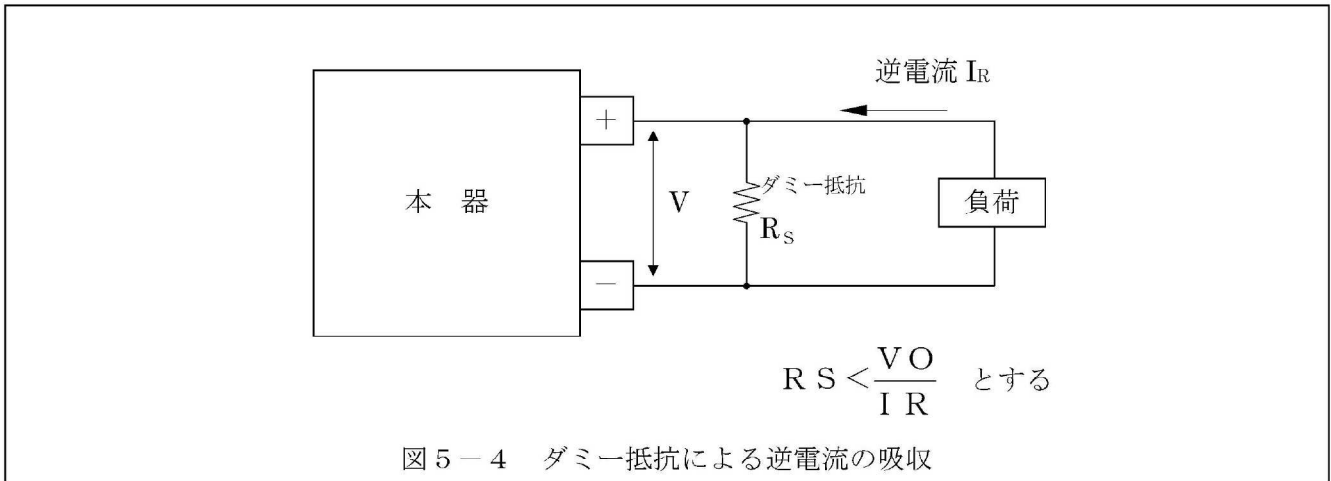 逆電流 IR
＋
本　器
V
ダミー抵抗
RS
負荷
－
ＲＳ＜ＶＯ／ＩＲ　とする
図５－４　ダミー抵抗による逆電流の吸収